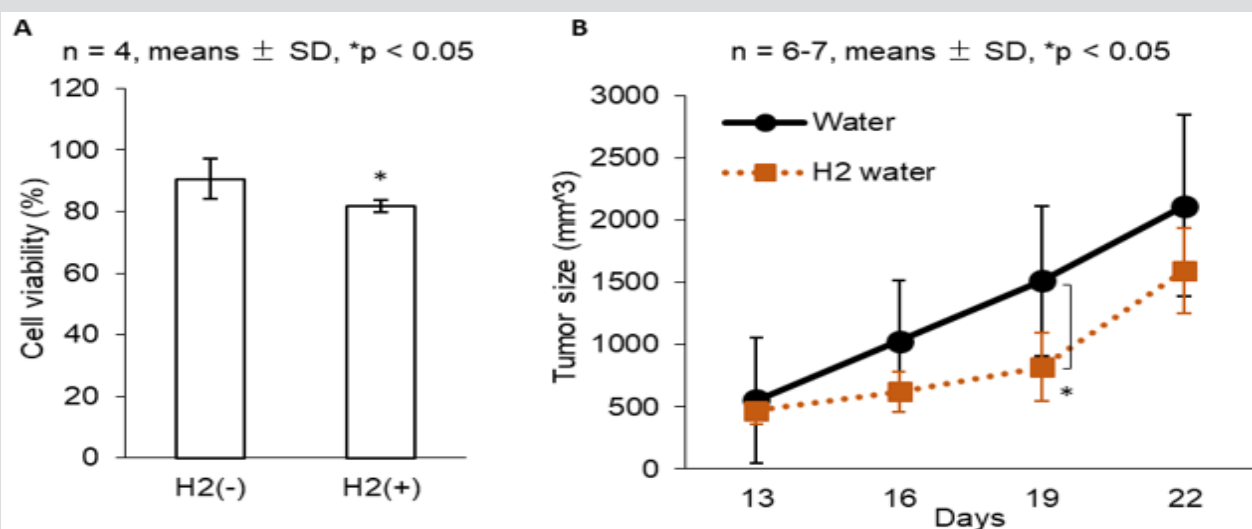 A
n = 4, means ± SD, *p < 0.05
120
100
80
60
40
20
0
Cell viability (%)
*
H2(-)
H2(+)
B
n = 6-7, means ± SD, *p < 0.05
3000
2500
2000
1500
1000
500
0
Tumor size (mm^3)
Water
H2 water
*
13
16
19
22
Days